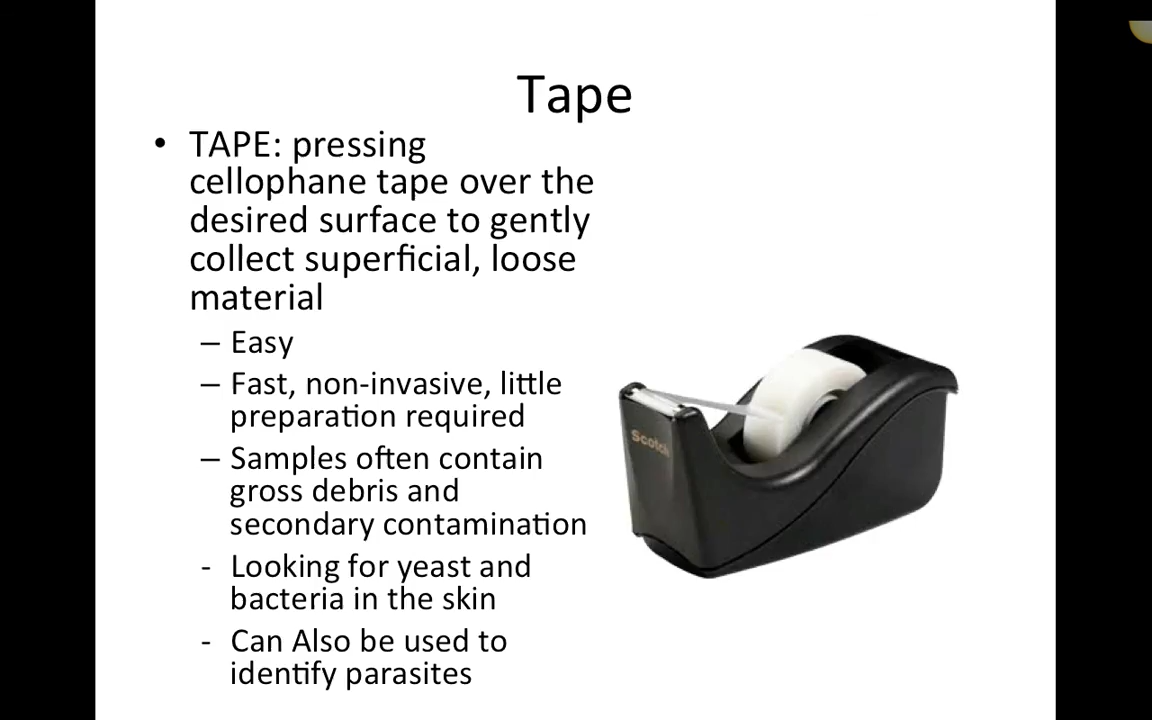 Tape
• TAPE: pressing
cellophane tape over the
desired surface to gently
collect superficial, loose
material
– Easy
– Fast, non-invasive, little
preparation required
– Samples often contain
gross debris and
secondary contamination
- Looking for yeast and
bacteria in the skin
- Can Also be used to
identify parasites
Scotch